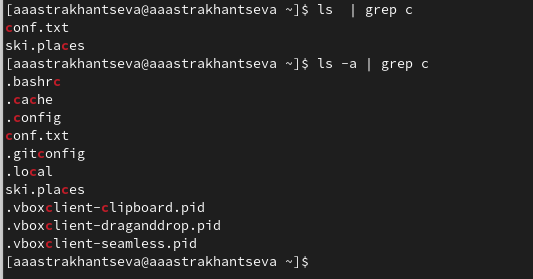 [aaastrakhantseva@aaastrakhantseva ~]$ ls  | grep c
conf.txt
ski.places
[aaastrakhantseva@aaastrakhantseva ~]$ ls -a | grep c
.bashrc
.cache
.config
conf.txt
.gitconfig
.local
ski.places
.vboxclient-clipboard.pid
.vboxclient-draganddrop.pid
.vboxclient-seamless.pid
[aaastrakhantseva@aaastrakhantseva ~]$